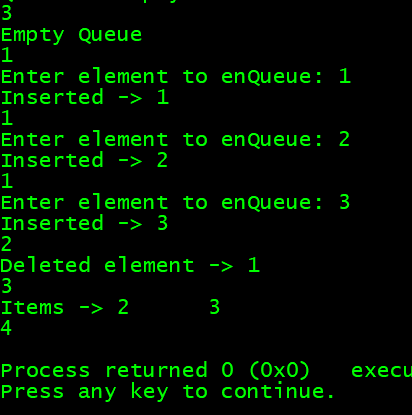 3
Empty Queue
1
Enter element to enQueue: 1
Inserted -> 1
1
Enter element to enQueue: 2
Inserted -> 2
1
Enter element to enQueue: 3
Inserted -> 3
2
Deleted element -> 1
3
Items -> 2      3
4
Process returned 0 (0x0)   execu
Press any key to continue.